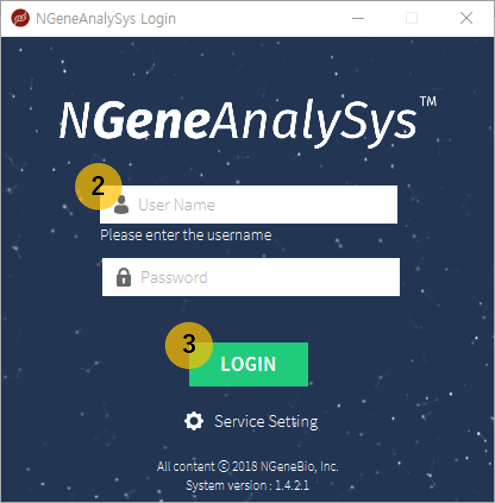 NGeneAnalySys Login
NGeneAnalySys™
2
User Name
Please enter the username
Password
3
LOGIN
Service Setting
All content ⓒ 2018 NGeneBio, Inc.
System version : 1.4.2:1